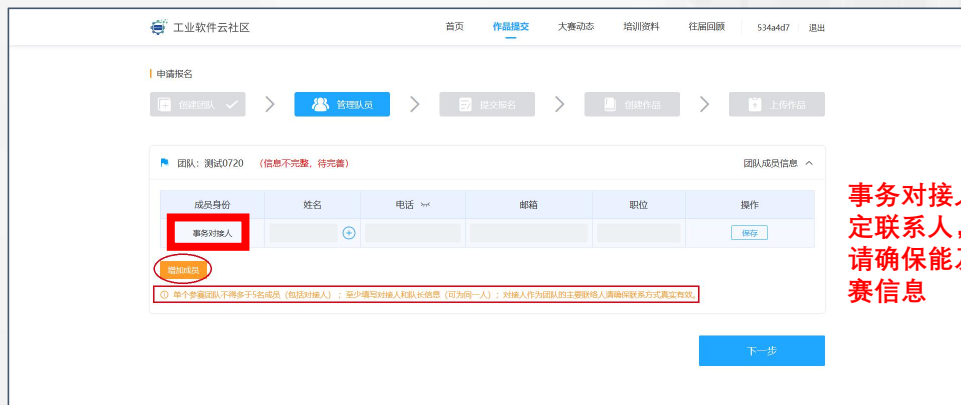 工业软件云社区 首页 作品提交 大赛动态 培训资料 往届回顾 534a4d7 退出
申请报名
创建团队 管理队员 提交报名 创建作品 上传作品
团队：测试0720 （信息不完整，待完善） 团队成员信息
成员身份 姓名 电话 邮箱 职位 操作
事务对接人 保存
增加成员
单个参赛团队不得多于5名成员（包括对接人）；至少填写对接人和队长信息（可为同一人）；对接人作为团队的主要联络人请确保联系方式真实有效。
下一步
事务对接
定联系人，
请确保能
赛信息